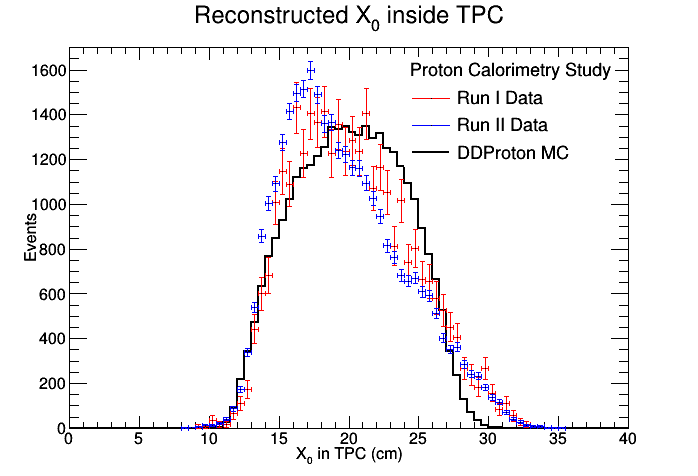 Reconstructed X0 inside TPC
Proton Calorimetry Study
Run I Data
Run II Data
DDProton MC
Events
1600
1400
1200
1000
800
600
400
200
0
0 5 10 15 20 25 30 35 40
X0 in TPC (cm)